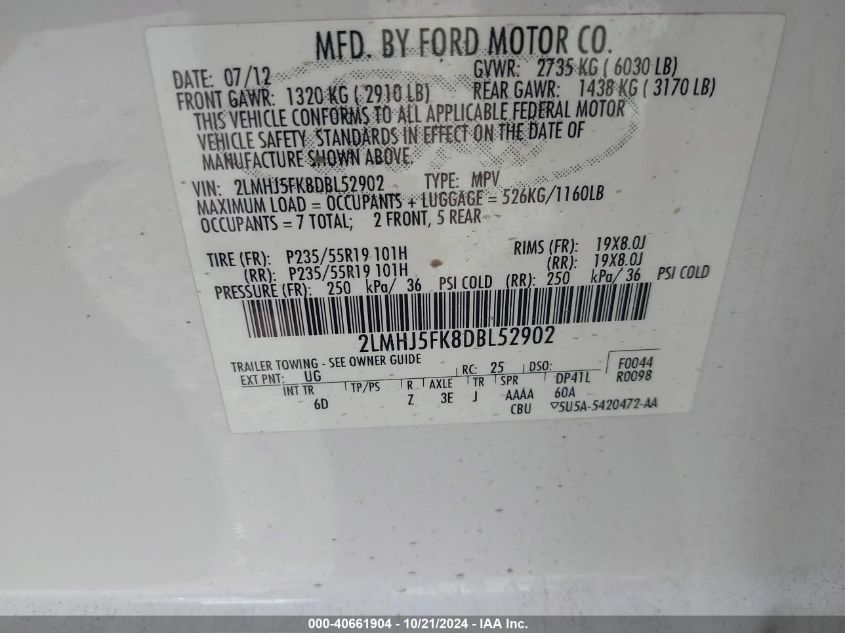 MFD. BY FORD MOTOR CO.
DATE: 07/12 GVWR: 2735 KG ( 6030 LB)
FRONT GAWR: 1320 KG ( 2910 LB) REAR GAWR: 1438 KG ( 3170 LB)
THIS VEHICLE CONFORMS TO ALL APPLICABLE FEDERAL MOTOR
VEHICLE SAFETY STANDARDS IN EFFECT ON THE DATE OF
MANUFACTURE SHOWN ABOVE.
VIN: 2LMHJ5FK8DBL52902 TYPE: MPV
MAXIMUM LOAD = OCCUPANTS + LUGGAGE = 526KG/1160LB
OCCUPANTS = 7 TOTAL; 2 FRONT, 5 REAR
TIRE (FR): P235/55R19 101H RIMS (FR): 19X8.0J
(RR): P235/55R19 101H (RR): 19X8.0J
PRESSURE (FR): 250 kPa/ 36 PSI COLD (RR): 250 kPa/ 36 PSI COLD
2LMHJ5FK8DBL52902
TRAILER TOWING - SEE OWNER GUIDE
EXT PNT: UG RC: 25 DSO: F0044
INT TR TP/PS R AXLE TR SPR DP41L R0098
6D Z 3E J AAAA 60A
CBU 5U5A-5420472-AA
000-40661904 - 10/21/2024 - IAA Inc.